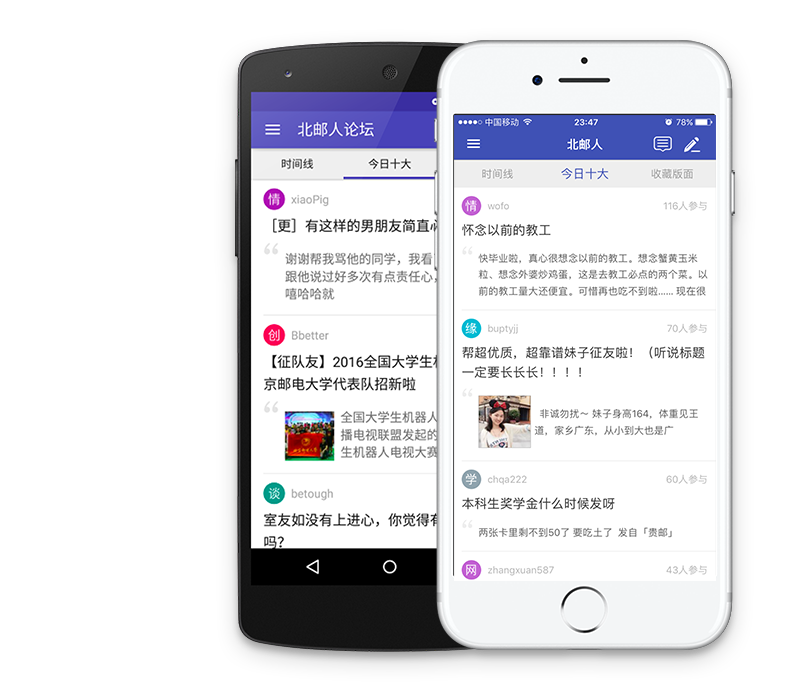 北邮人论坛
时间线 今日十大
情 xiaoPig
[更] 有这样的男朋友简直
谢谢帮我骂他的同学，我看
跟他说过好多次有点责任心，
嘻哈哈就
创 Bbetter
【征队友】2016全国大学生
京邮电大学代表队招新啦
全国大学生机器人
播电视联盟发起的
生机器人电视大赛
谈 betough
室友如没有上进心，你觉得
吗？
中国移动 23:47 78%
北邮人
时间线 今日十大 收藏版面
情 wofo 116人参与
怀念以前的教工
快毕业啦，真心很想念以前的教工。想念蟹黄玉米
粒、想念外婆炒鸡蛋，这是去教工必点的两个菜。以
前的教工量大还便宜。可惜再也吃不到啦...... 现在很
缘 buptyjj 70人参与
帮超优质，超靠谱妹子征友啦！（听说标题
一定要长长长！！！！
非诚勿扰～ 妹子身高164，体重见王
道，家乡广东，从小到大也是广
学 chqa222 60人参与
本科生奖学金什么时候发呀
两张卡里剩不到50了 要吃土了 发自「贵邮」
网 zhangxuan587 43人参与